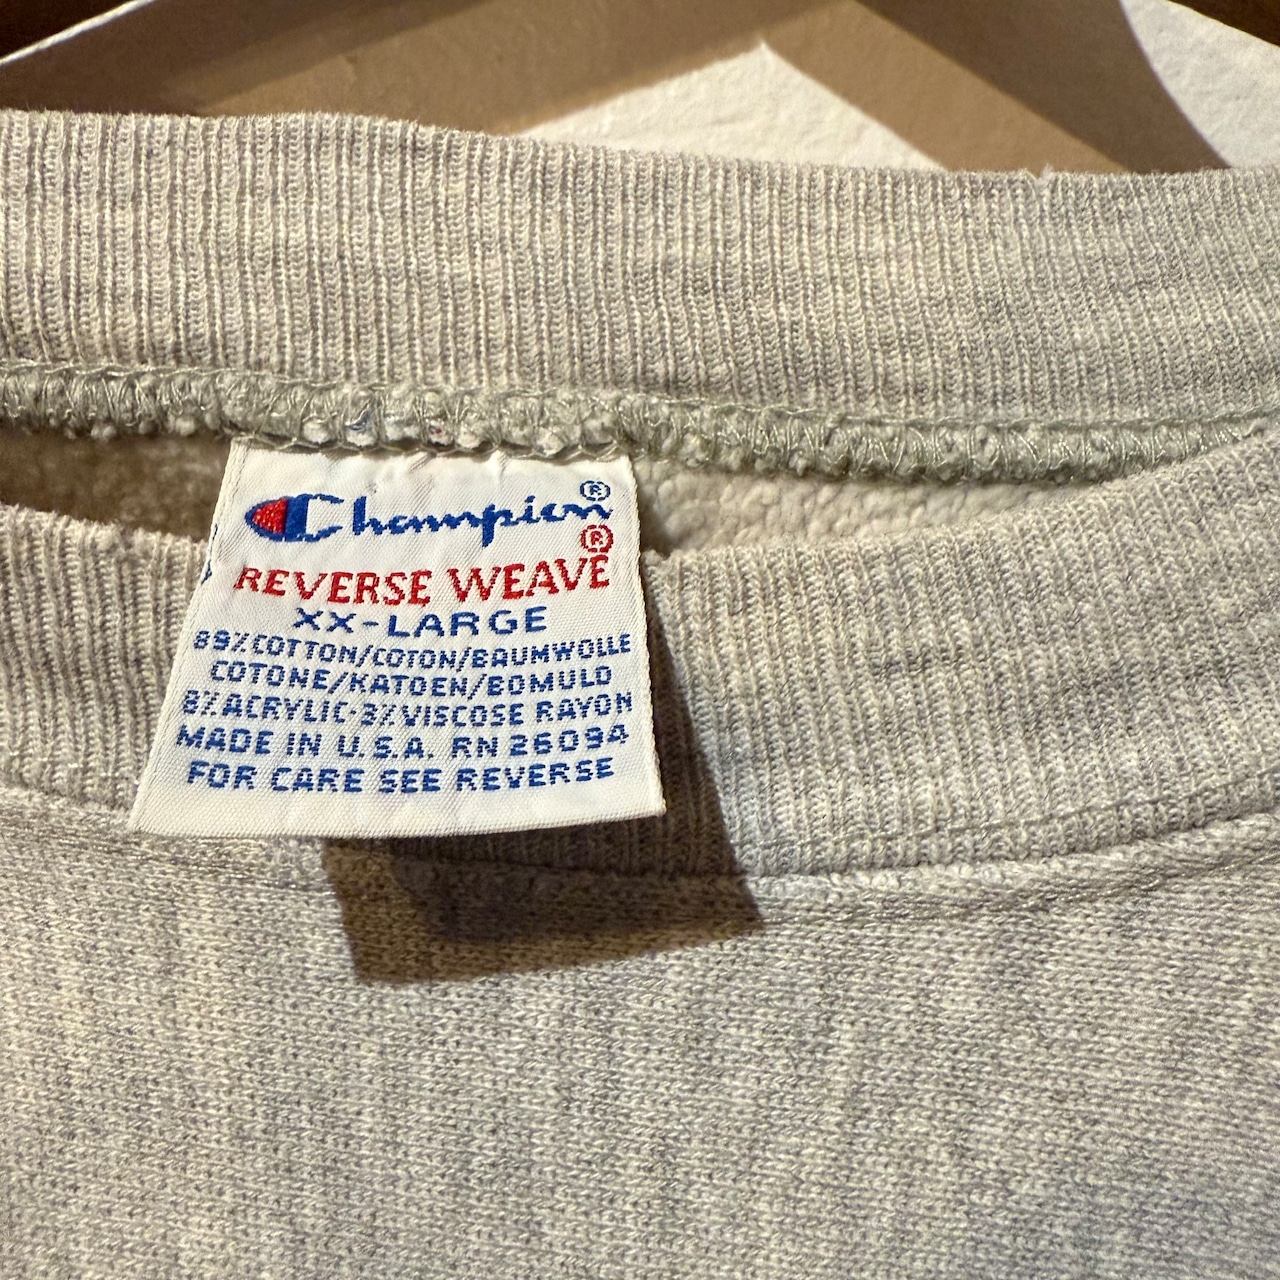 Champion®
REVERSE WEAVE®
XX-LARGE
89% COTTON/COTON/BAUMWOLLE
COTONE/KATOEN/BOMULD
8% ACRYLIC-3% VISCOSE RAYON
MADE IN U.S.A. RN 26094
FOR CARE SEE REVERSE